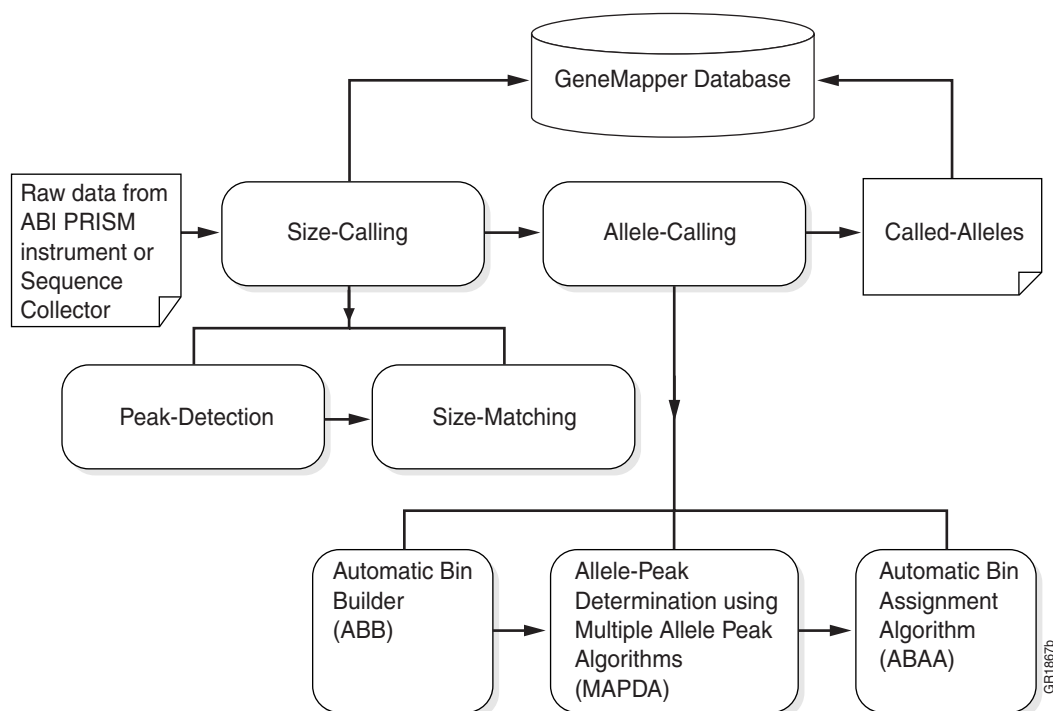 GeneMapper Database
Raw data from
ABI PRISM
instrument or
Sequence
Collector
Size-Calling
Allele-Calling
Called-Alleles
Peak-Detection
Size-Matching
Automatic Bin
Builder
(ABB)
Allele-Peak
Determination using
Multiple Allele Peak
Algorithms
(MAPDA)
Automatic Bin
Assignment
Algorithm
(ABAA)
GR1867b